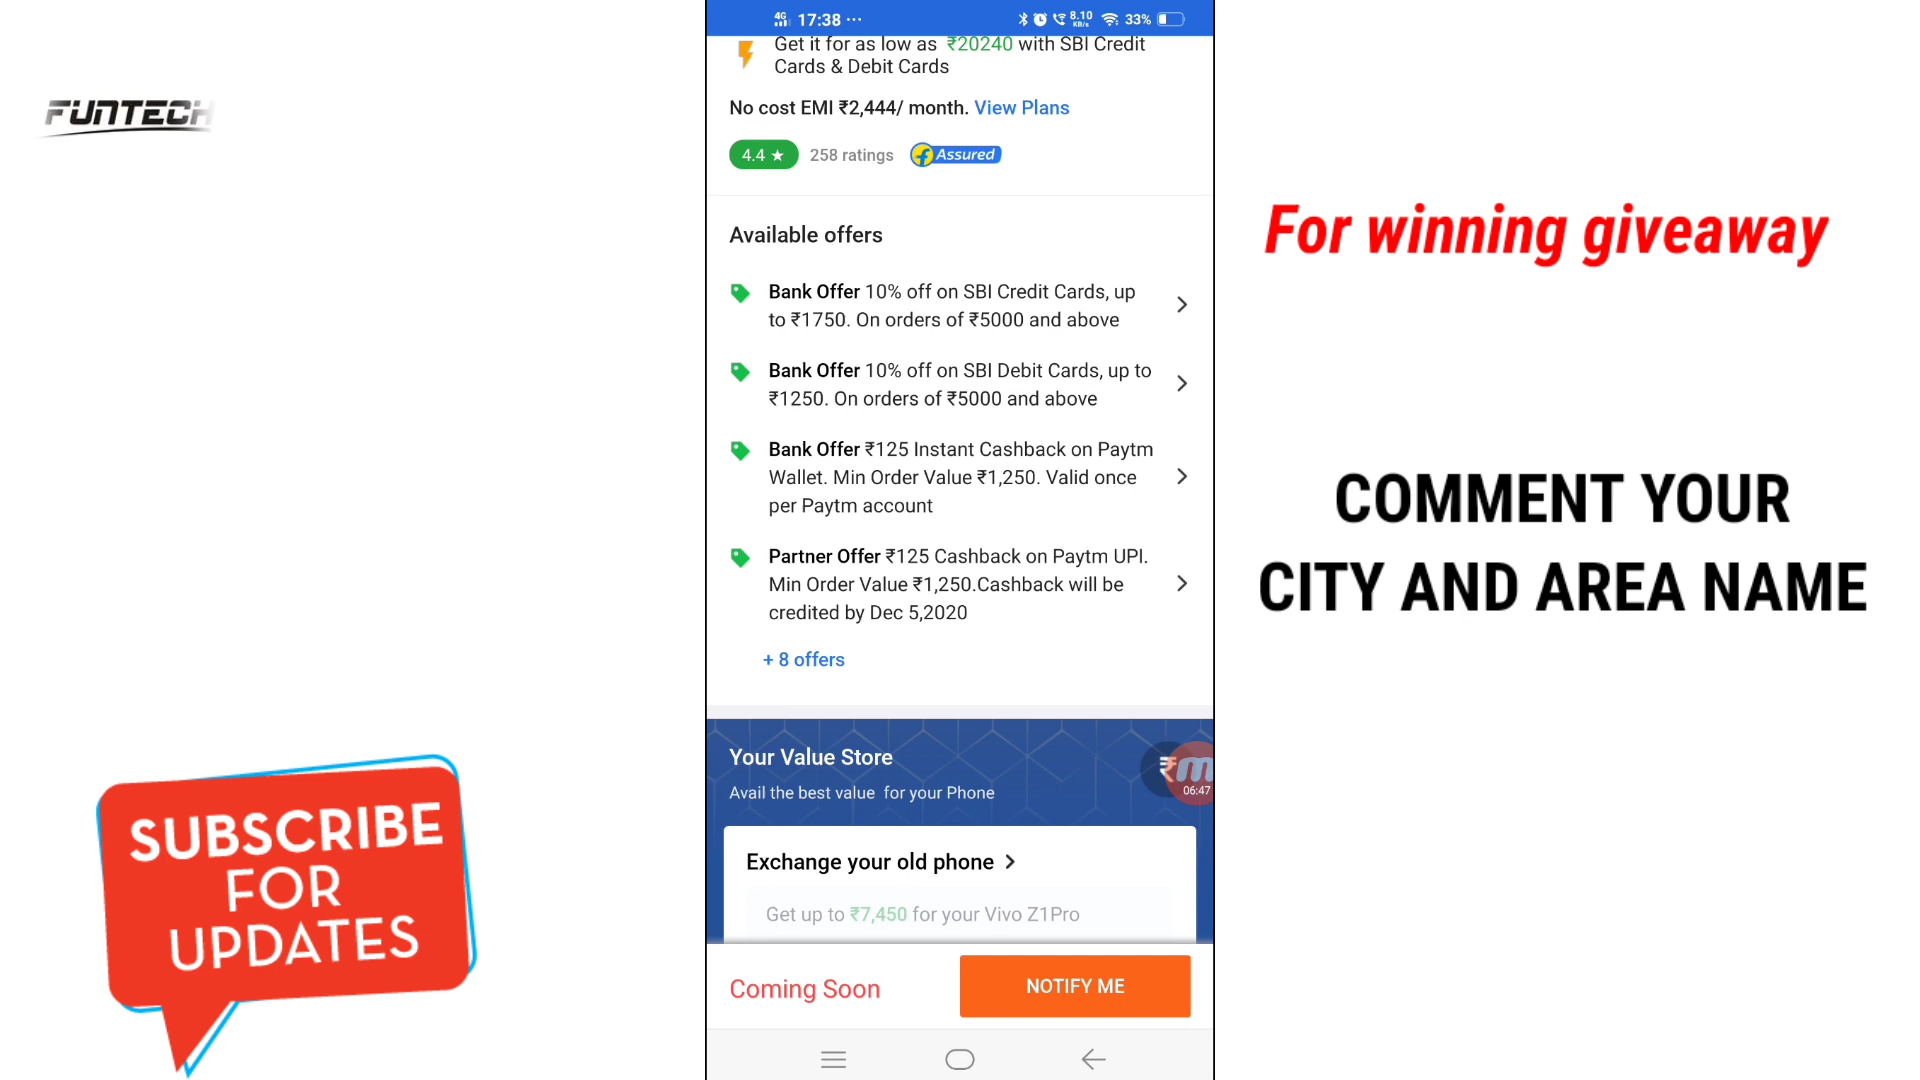 FUNTECH
SUBSCRIBE
FOR
UPDATES
4G 17:38 ...
8.10 KB/s 33%
Get it for as low as ₹20240 with SBI Credit
Cards & Debit Cards
No cost EMI ₹2,444/ month. View Plans
4.4 ★ 258 ratings f Assured
Available offers
Bank Offer 10% off on SBI Credit Cards, up
to ₹1750. On orders of ₹5000 and above
Bank Offer 10% off on SBI Debit Cards, up to
₹1250. On orders of ₹5000 and above
Bank Offer ₹125 Instant Cashback on Paytm
Wallet. Min Order Value ₹1,250. Valid once
per Paytm account
Partner Offer ₹125 Cashback on Paytm UPI.
Min Order Value ₹1,250.Cashback will be
credited by Dec 5,2020
+ 8 offers
Your Value Store
Avail the best value for your Phone
₹ m
06:47
Exchange your old phone
Get up to ₹7,450 for your Vivo Z1Pro
Coming Soon
NOTIFY ME
For winning giveaway
COMMENT YOUR
CITY AND AREA NAME